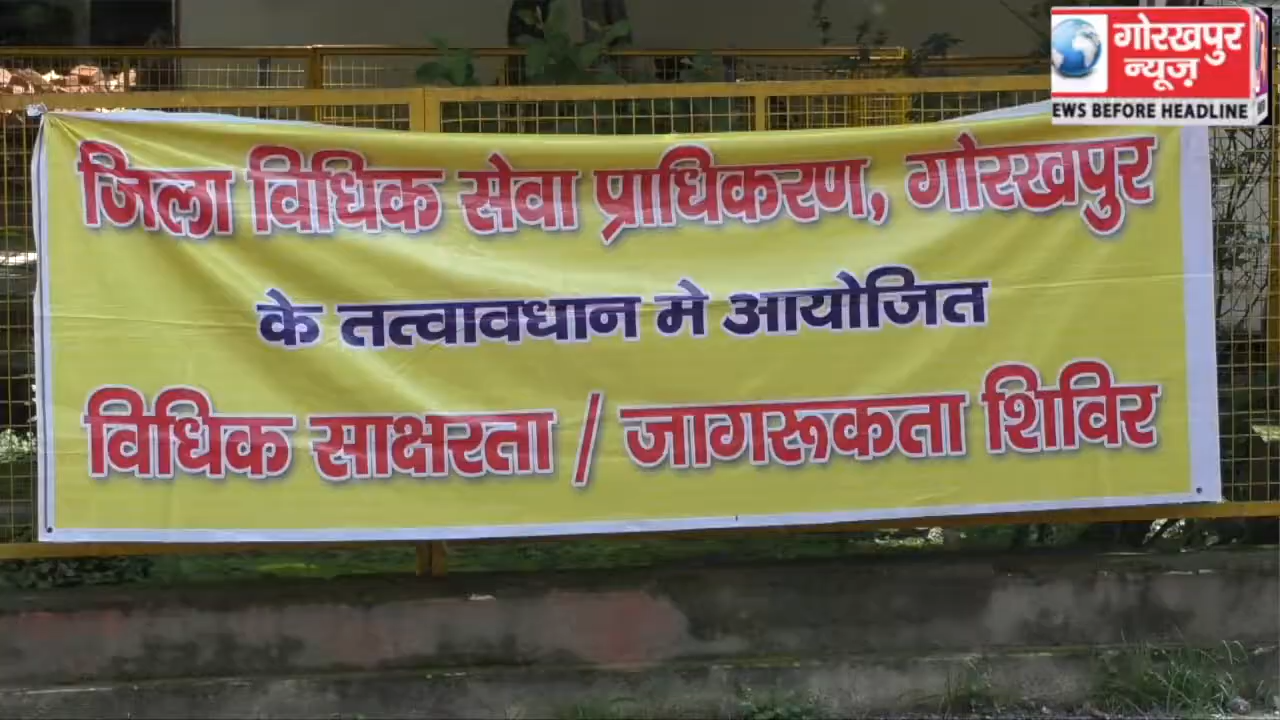 गोरखपुर
न्यूज़
EWS BEFORE HEADLINE
जिला विधिक सेवा प्राधिकरण, गोरखपुर
के तत्वावधान मे आयोजित
विधिक साक्षरता / जागरूकता शिविर